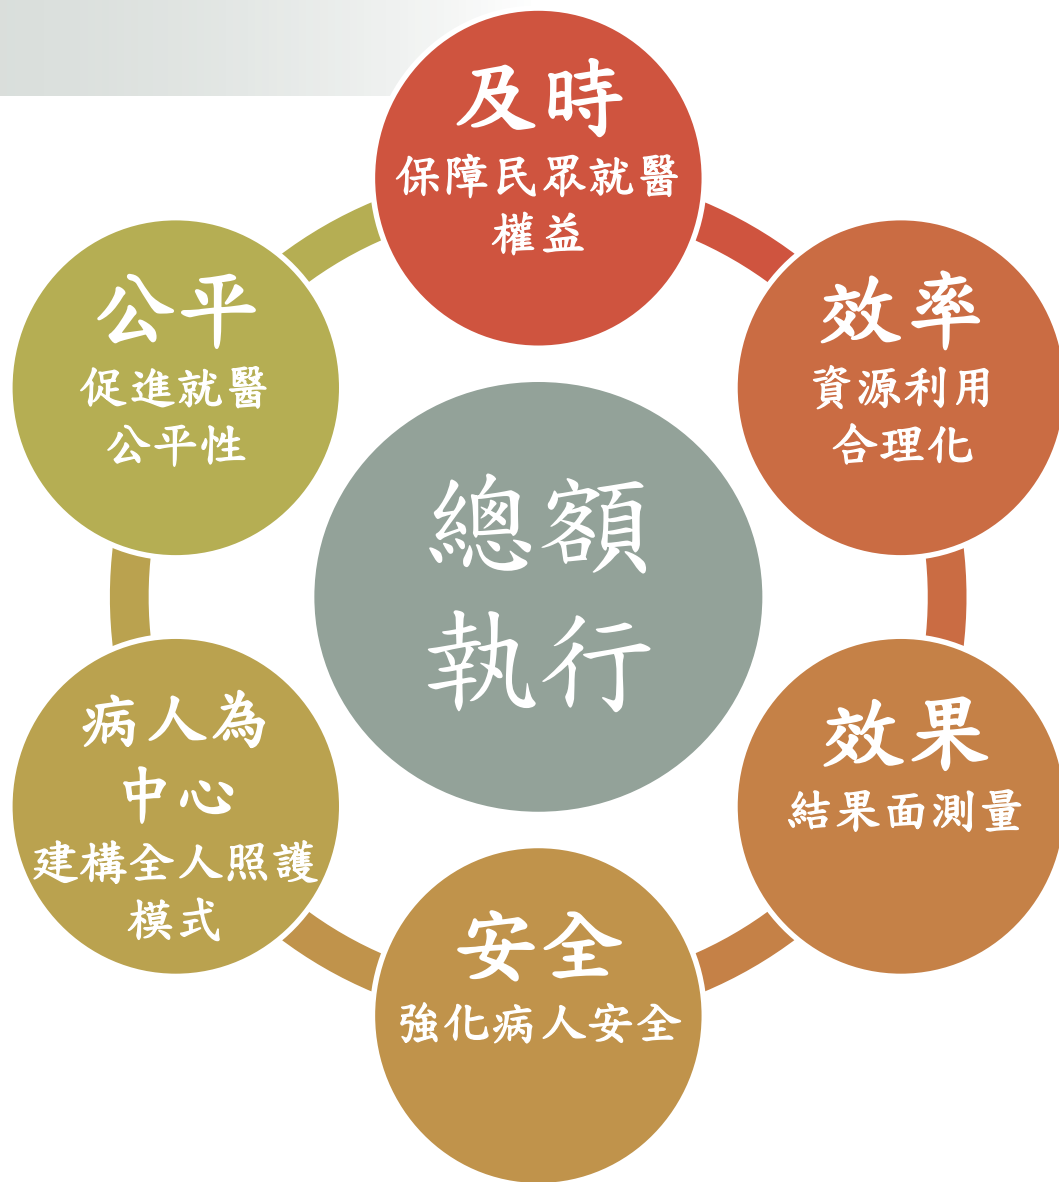 及時
保障民眾就醫
權益
效率
資源利用
合理化
效果
結果面測量
安全
強化病人安全
病人為
中心
建構全人照護
模式
公平
促進就醫
公平性
總額
執行